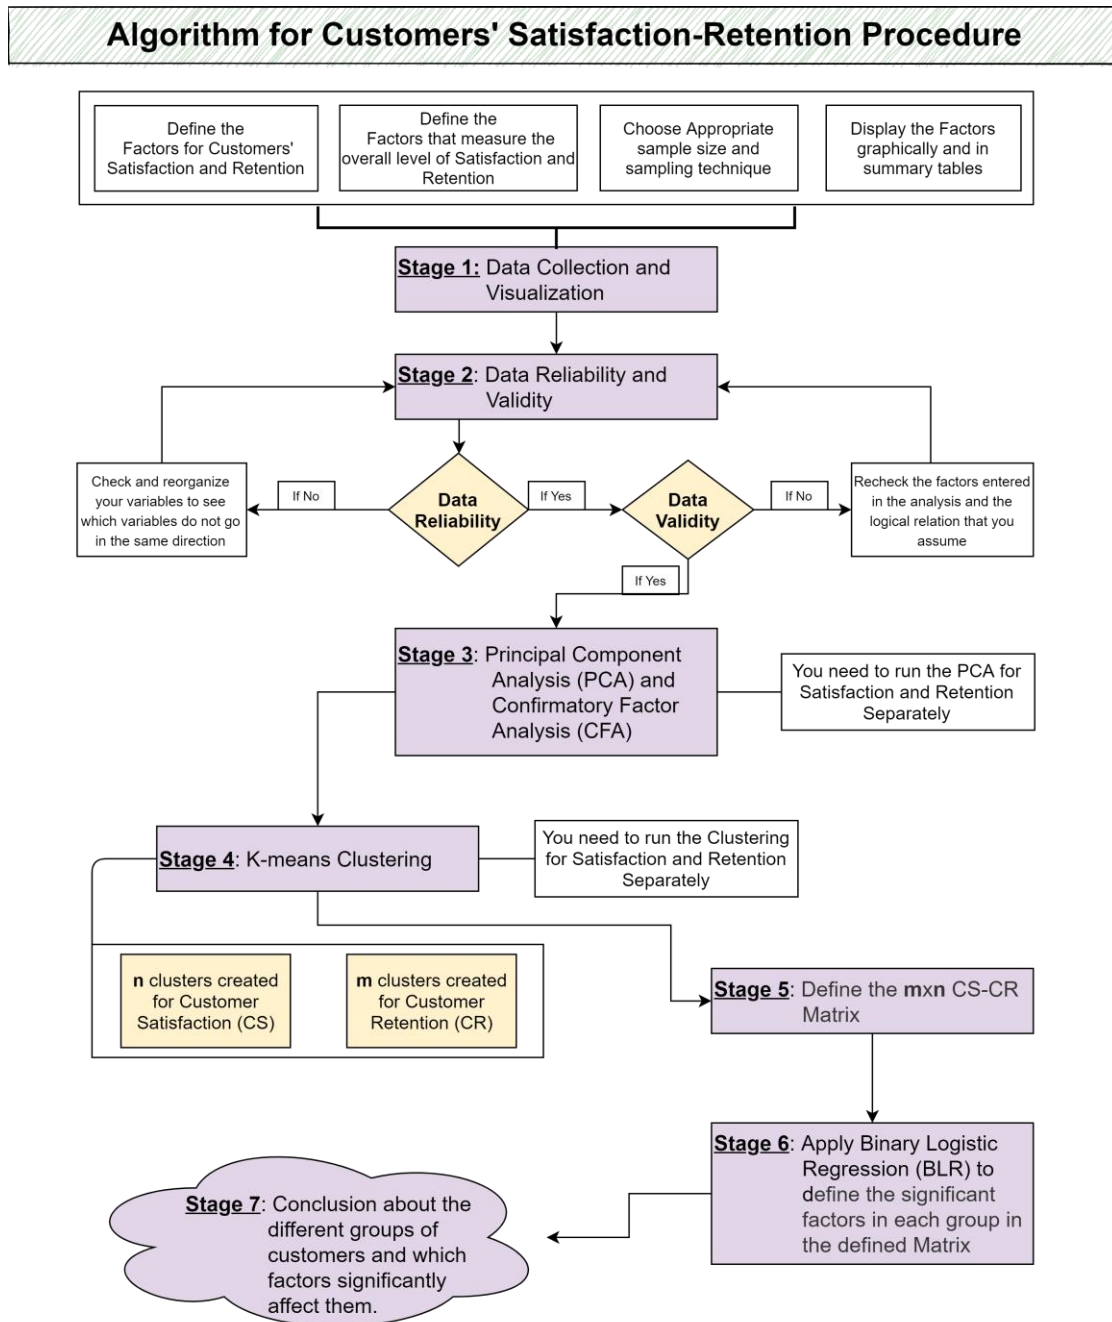 Algorithm for Customers' Satisfaction-Retention Procedure
Define the
Factors for Customers'
Satisfaction and Retention
Define the
Factors that measure the
overall level of Satisfaction and
Retention
Choose Appropriate
sample size and
sampling technique
Display the Factors
graphically and in
summary tables
Stage 1: Data Collection and
Visualization
Stage 2: Data Reliability and
Validity
Check and reorganize
your variables to see
which variables do not go
in the same direction
If No
Data
Reliability
If Yes
Data
Validity
If No
Recheck the factors entered
in the analysis and the
logical relation that you
assume
If Yes
Stage 3: Principal Component
Analysis (PCA) and
Confirmatory Factor
Analysis (CFA)
You need to run the PCA for
Satisfaction and Retention
Separately
Stage 4: K-means Clustering
You need to run the Clustering
for Satisfaction and Retention
Separately
n clusters created
for Customer
Satisfaction (CS)
m clusters created
for Customer
Retention (CR)
Stage 5: Define the mxn CS-CR
Matrix
Stage 6: Apply Binary Logistic
Regression (BLR) to
define the significant
factors in each group in
the defined Matrix
Stage 7: Conclusion about the
different groups of
customers and which
factors significantly
affect them.